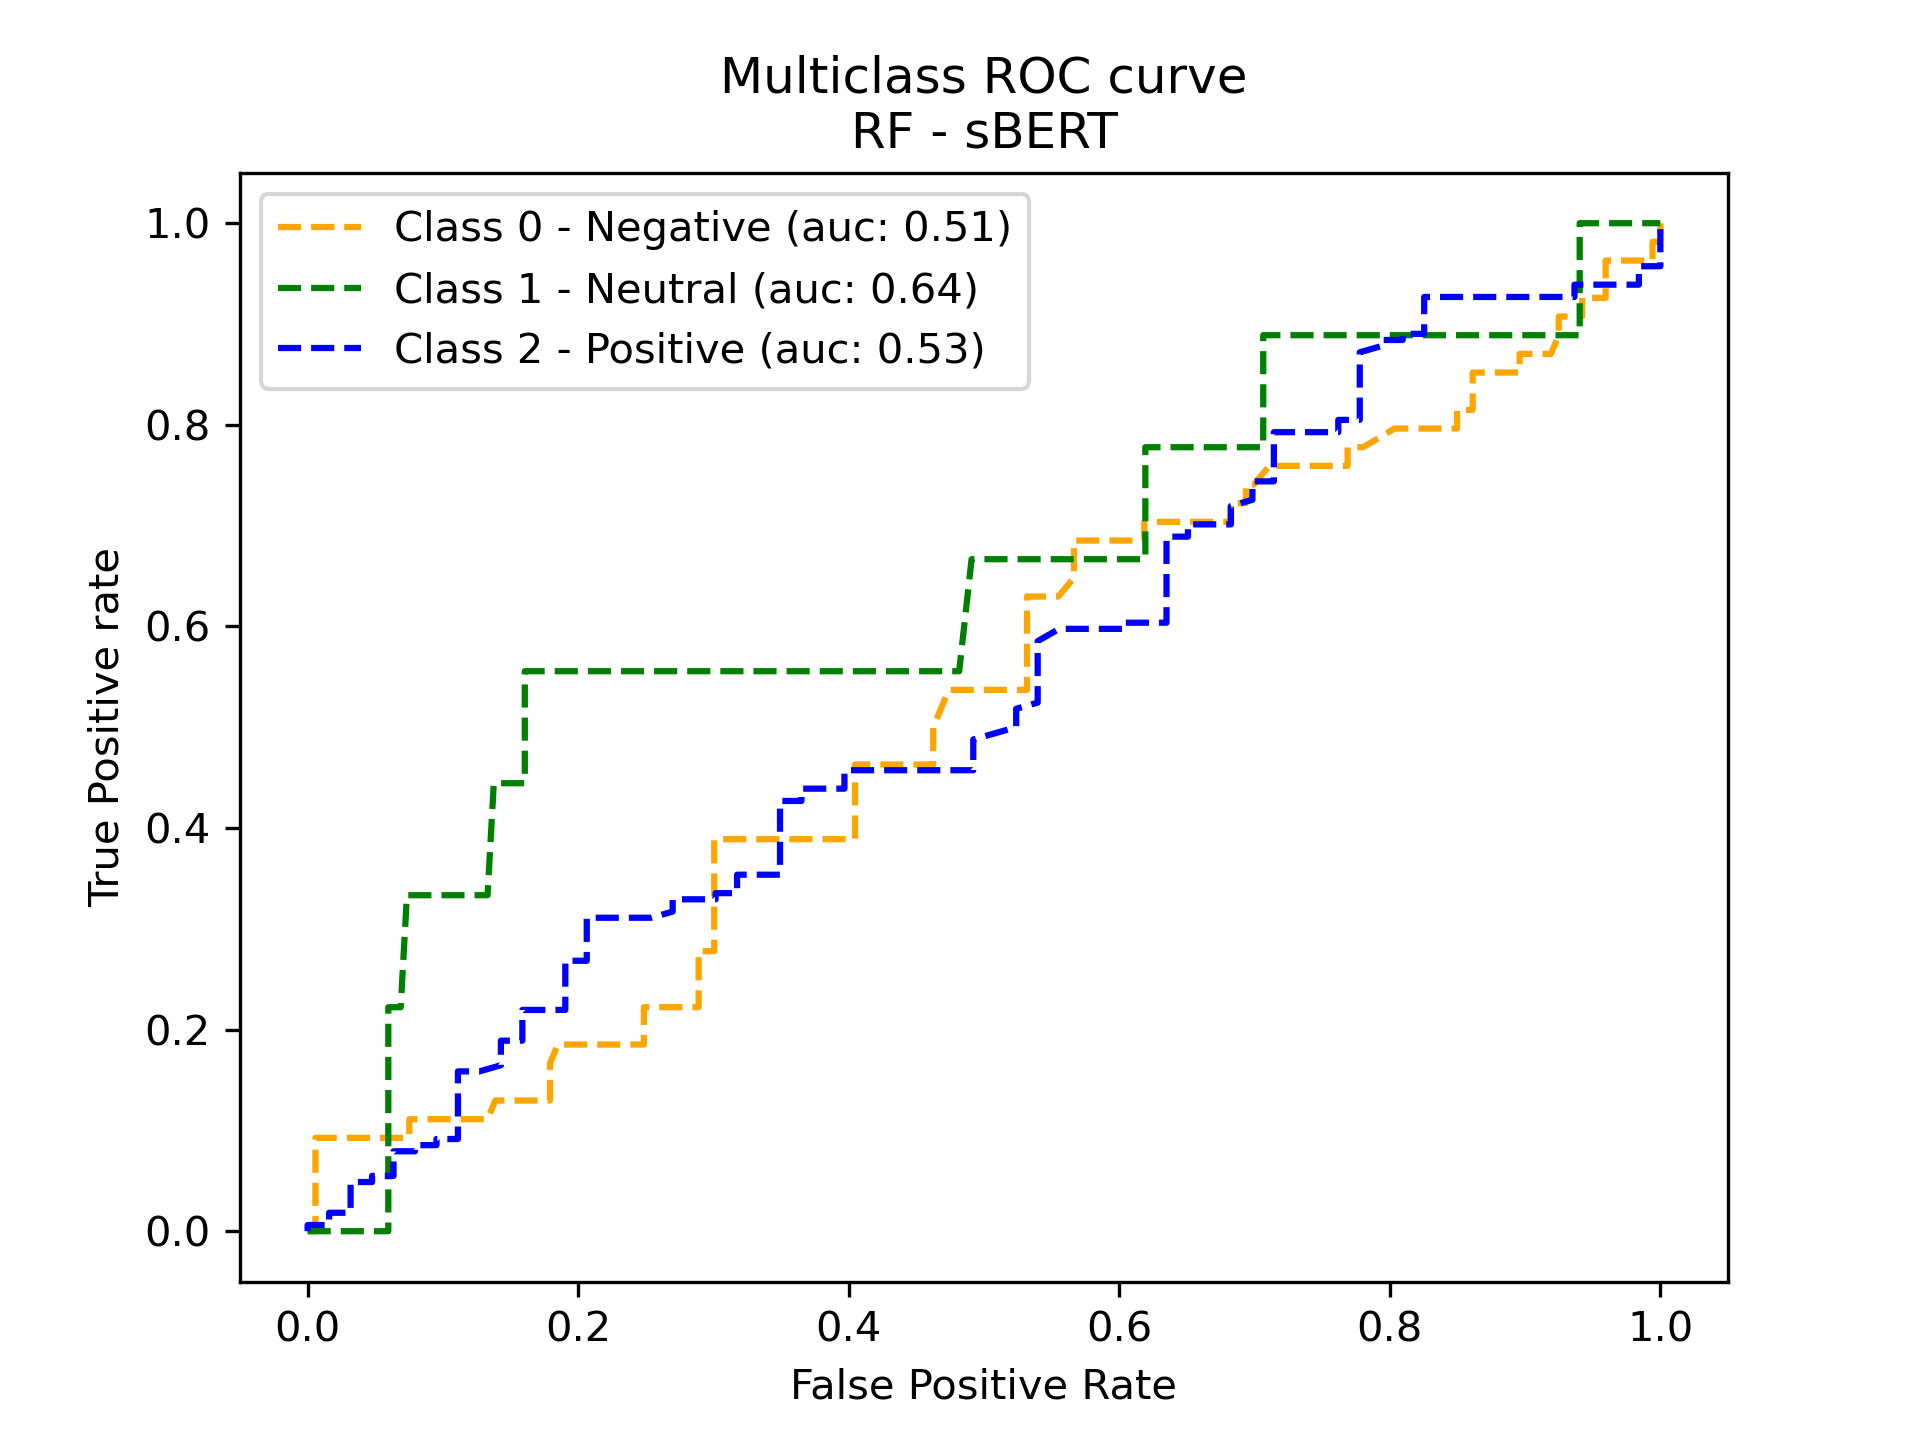 Multiclass ROC curve
RF - sBERT
Class 0 - Negative (auc: 0.51)
Class 1 - Neutral (auc: 0.64)
Class 2 - Positive (auc: 0.53)
True Positive rate
1.0
0.8
0.6
0.4
0.2
0.0
0.0 0.2 0.4 0.6 0.8 1.0
False Positive Rate